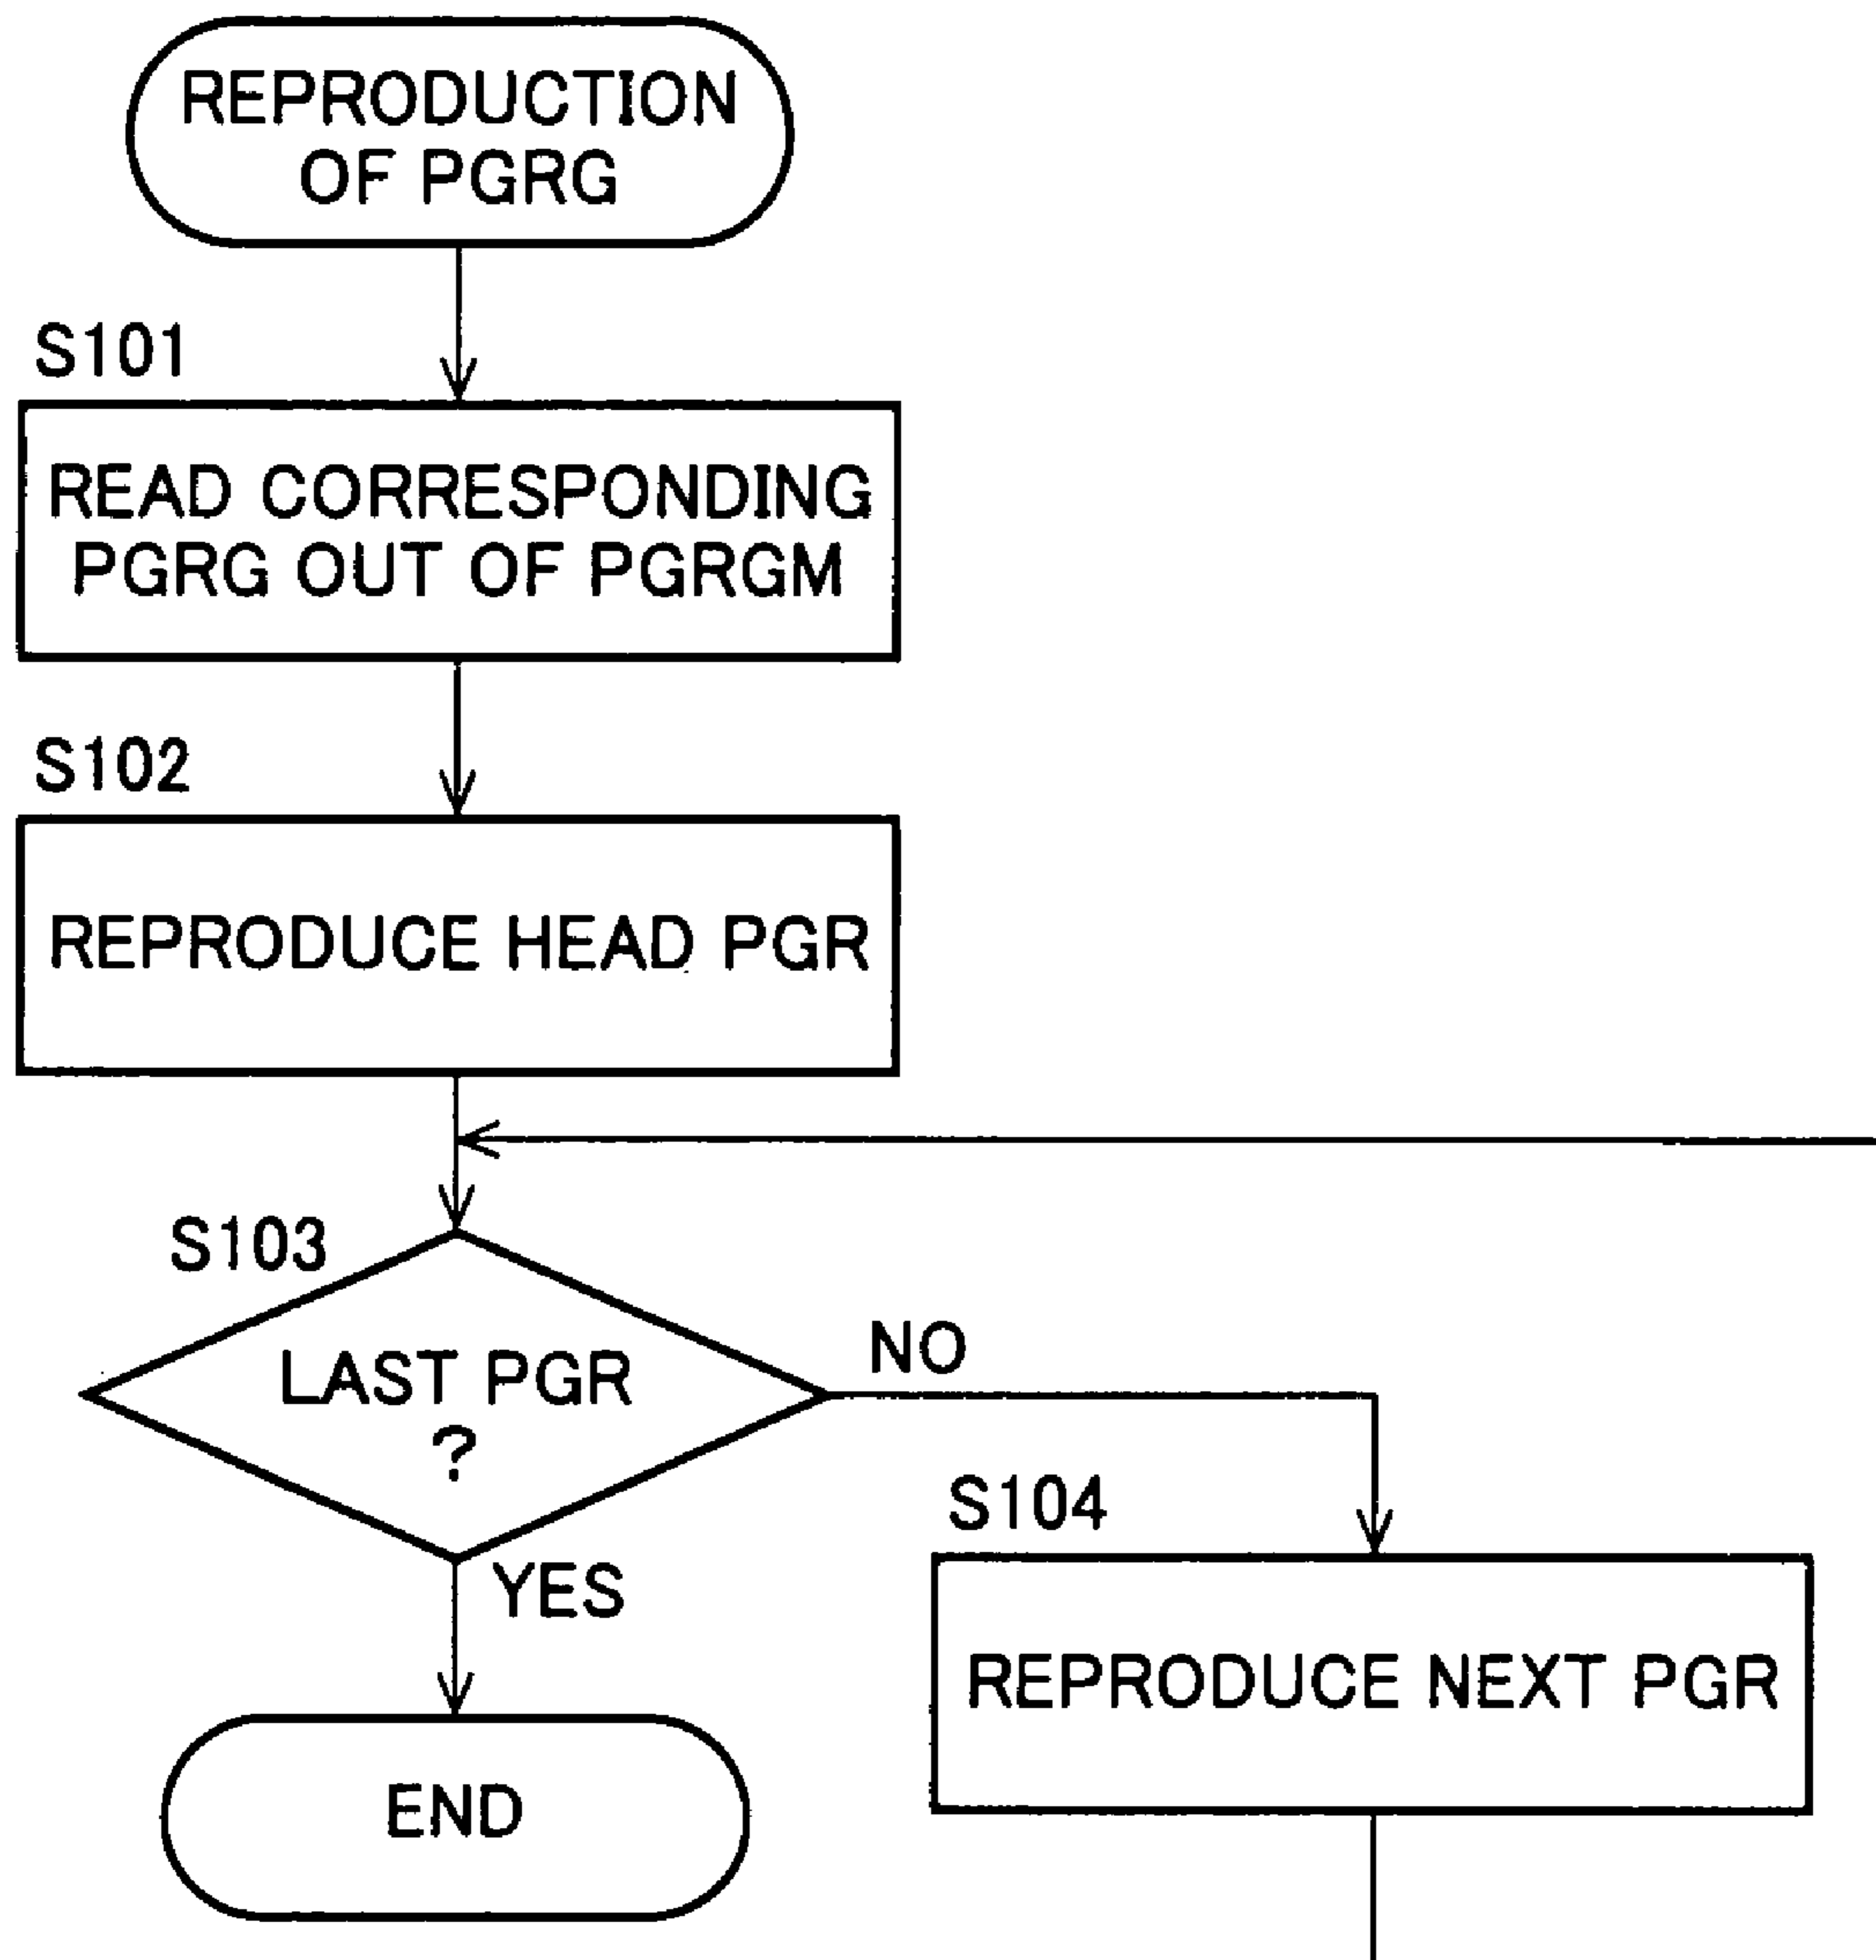 REPRODUCTION
OF PGRG
S101
READ CORRESPONDING
PGRG OUT OF PGRGM
S102
REPRODUCE HEAD PGR
S103
LAST PGR
?
NO
YES
S104
REPRODUCE NEXT PGR
END